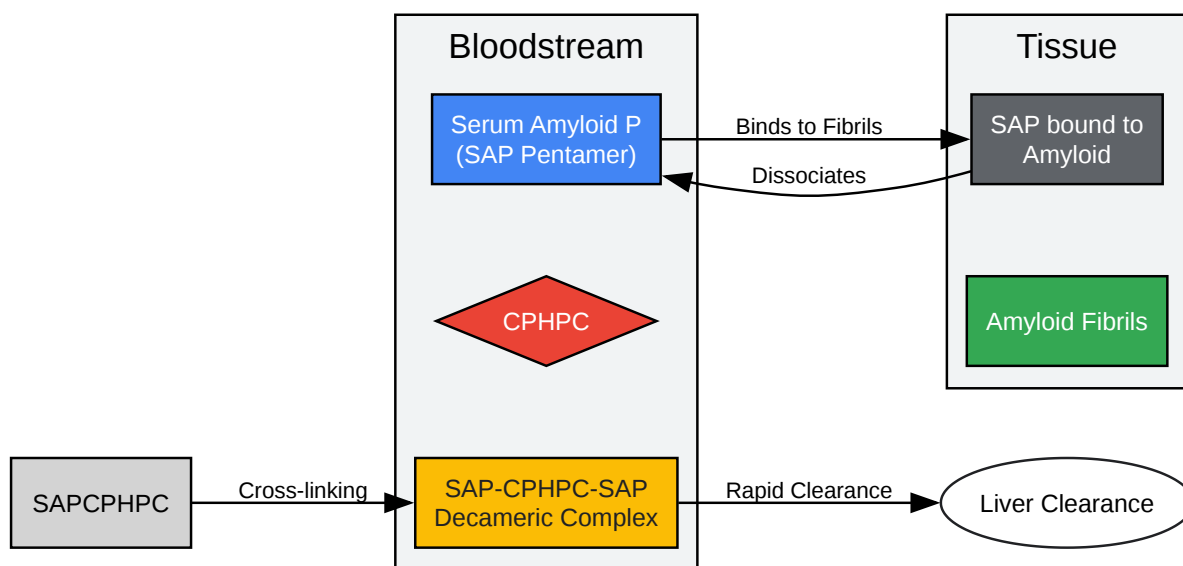 Bloodstream
Tissue
Serum Amyloid P
(SAP Pentamer)
Binds to Fibrils
SAP bound to
Amyloid
Dissociates
CPHPC
Amyloid Fibrils
SAPCPHPC
Cross-linking
SAP-CPHPC-SAP
Decameric Complex
Rapid Clearance
Liver Clearance